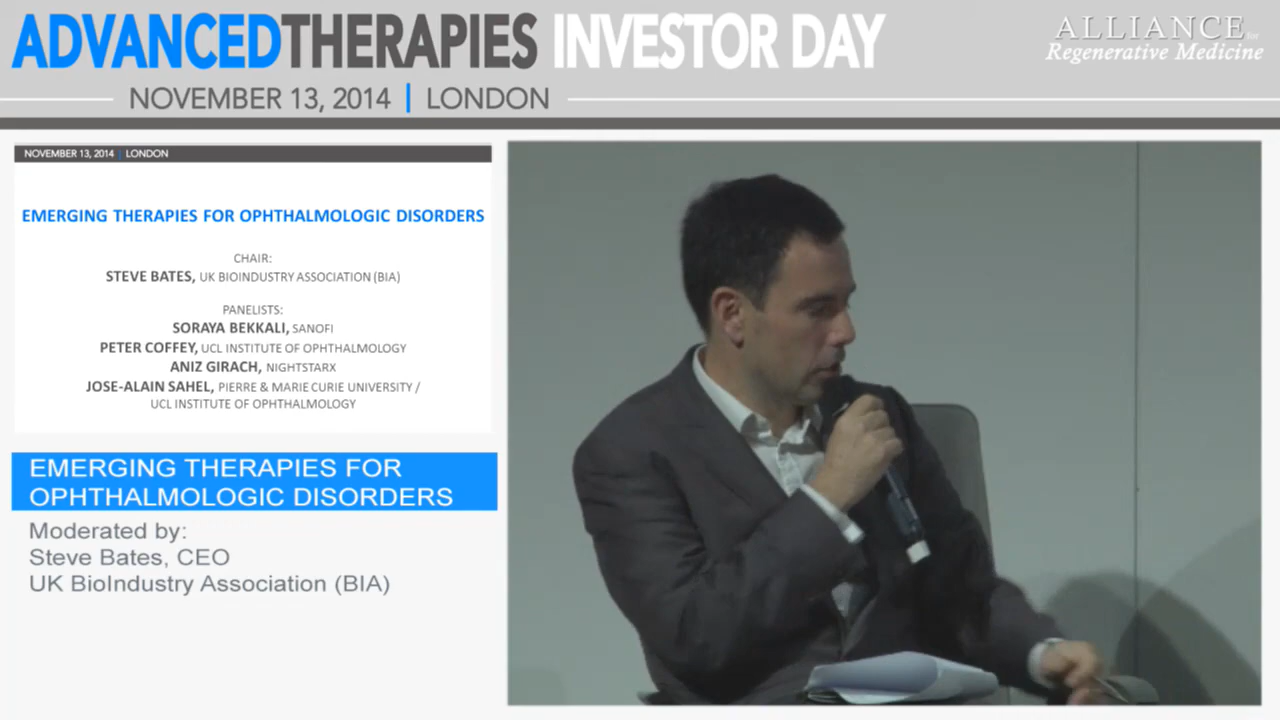 ADVANCEDTHERAPIES INVESTOR DAY
ALLIANCE for
Regenerative Medicine
NOVEMBER 13, 2014 | LONDON
NOVEMBER 13, 2014 | LONDON
EMERGING THERAPIES FOR OPHTHALMOLOGIC DISORDERS
CHAIR:
STEVE BATES, UK BIOINDUSTRY ASSOCIATION (BIA)
PANELISTS:
SORAYA BEKKALI, SANOFI
PETER COFFEY, UCL INSTITUTE OF OPHTHALMOLOGY
ANIZ GIRACH, NIGHTSTARX
JOSE-ALAIN SAHEL, PIERRE & MARIE CURIE UNIVERSITY /
UCL INSTITUTE OF OPHTHALMOLOGY
EMERGING THERAPIES FOR
OPHTHALMOLOGIC DISORDERS
Moderated by:
Steve Bates, CEO
UK BioIndustry Association (BIA)